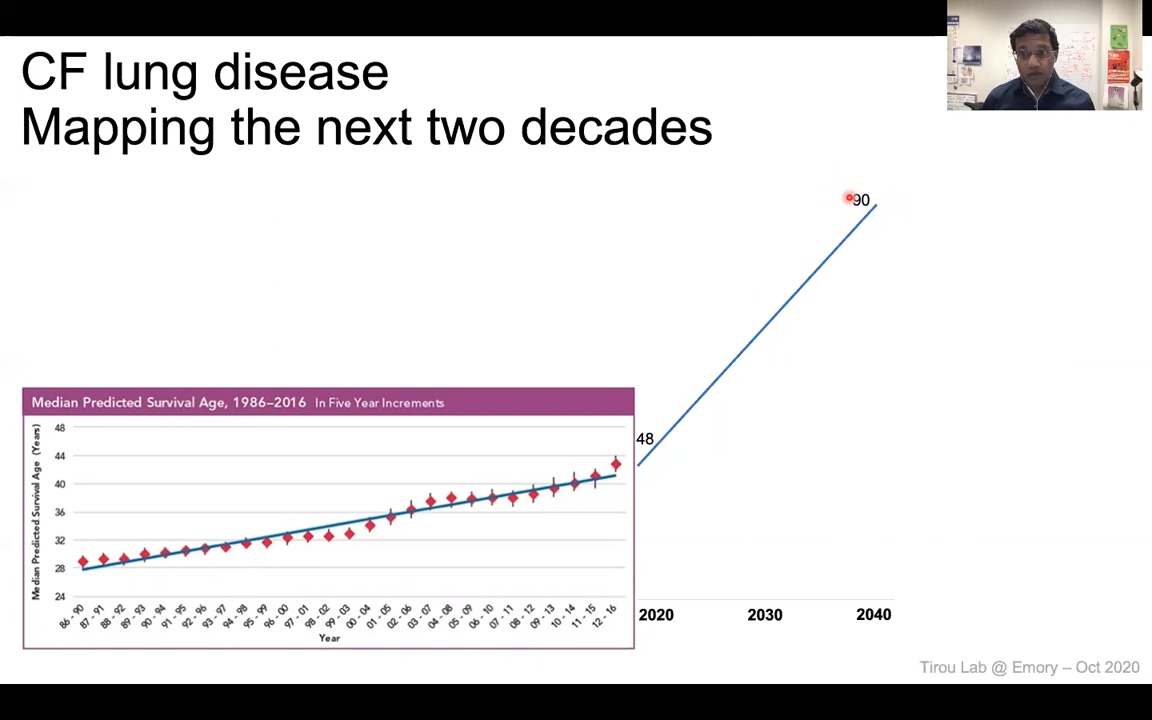 CF lung disease
Mapping the next two decades
90
48
2020 2030 2040
Median Predicted Survival Age, 1986–2016 In Five Year Increments
Median Predicted Survival Age (Years)
48
44
40
36
32
28
24
86 - 90
87 - 91
88 - 92
89 - 93
90 - 94
91 - 95
92 - 96
93 - 97
94 - 98
95 - 99
96 - 00
97 - 01
98 - 02
99 - 03
00 - 04
01 - 05
02 - 06
03 - 07
04 - 08
05 - 09
06 - 10
07 - 11
08 - 12
09 - 13
10 - 14
11 - 15
12 - 16
Year
Tirou Lab @ Emory – Oct 2020